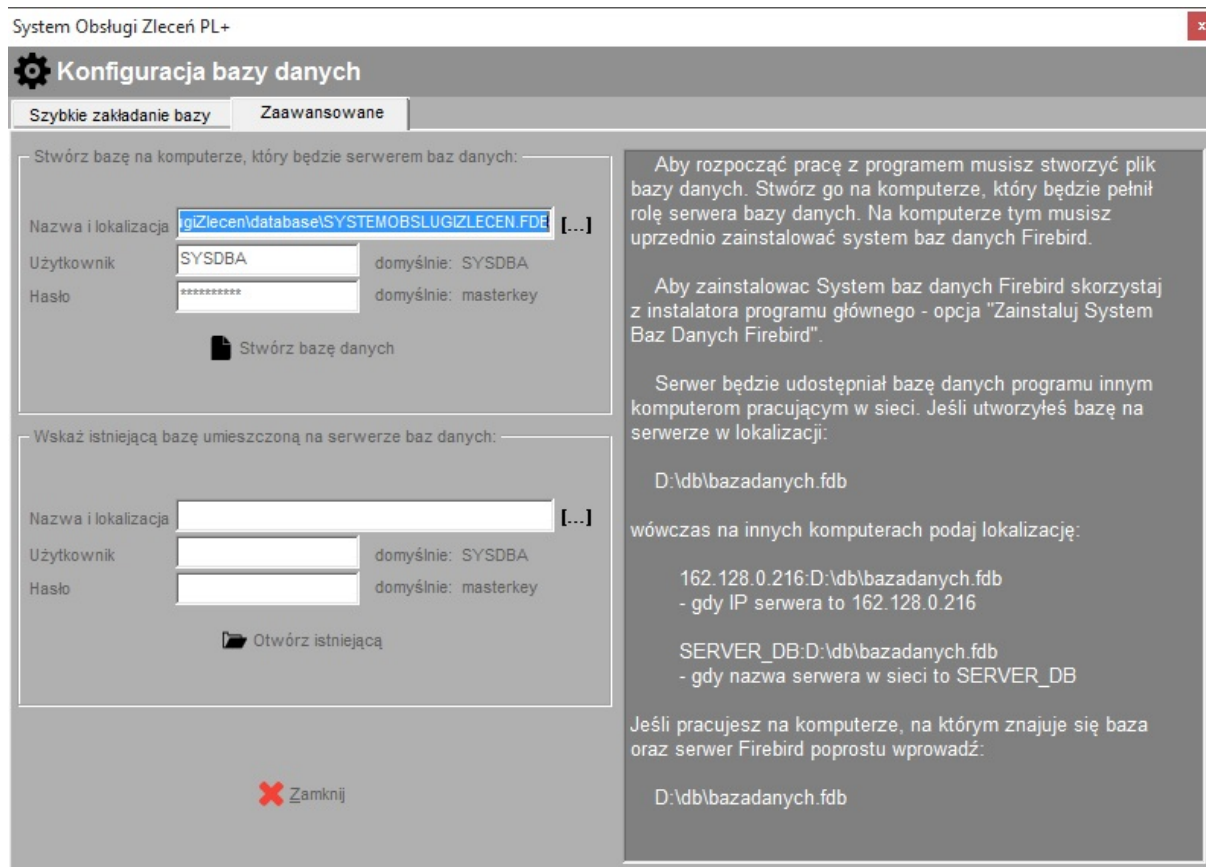 System Obsługi Zleceń PL+
x
Konfiguracja bazy danych
Szybkie zakładanie bazy
Zaawansowane
Stwórz bazę na komputerze, który będzie serwerem baz danych:
Nazwa i lokalizacja
ugiZlecen\database\SYSTEMOBSLUGIZLECEN.FDB
[...]
Użytkownik
SYSDBA
domyślnie: SYSDBA
Hasło
**********
domyślnie: masterkey
Stwórz bazę danych
Wskaż istniejącą bazę umieszczoną na serwerze baz danych:
Nazwa i lokalizacja
[...]
Użytkownik
domyślnie: SYSDBA
Hasło
domyślnie: masterkey
Otwórz istniejącą
Zamknij
Aby rozpocząć pracę z programem musisz stworzyć plik
bazy danych. Stwórz go na komputerze, który będzie pełnił
rolę serwera bazy danych. Na komputerze tym musisz
uprzednio zainstalować system baz danych Firebird.
Aby zainstalowac System baz danych Firebird skorzystaj
z instalatora programu głównego - opcja "Zainstaluj System
Baz Danych Firebird".
Serwer będzie udostępniał bazę danych programu innym
komputerom pracującym w sieci. Jeśli utworzyłeś bazę na
serwerze w lokalizacji:
D:\db\bazadanych.fdb
wówczas na innych komputerach podaj lokalizację:
162.128.0.216:D:\db\bazadanych.fdb
- gdy IP serwera to 162.128.0.216
SERVER_DB:D:\db\bazadanych.fdb
- gdy nazwa serwera w sieci to SERVER_DB
Jeśli pracujesz na komputerze, na którym znajuje się baza
oraz serwer Firebird poprostu wprowadź:
D:\db\bazadanych.fdb